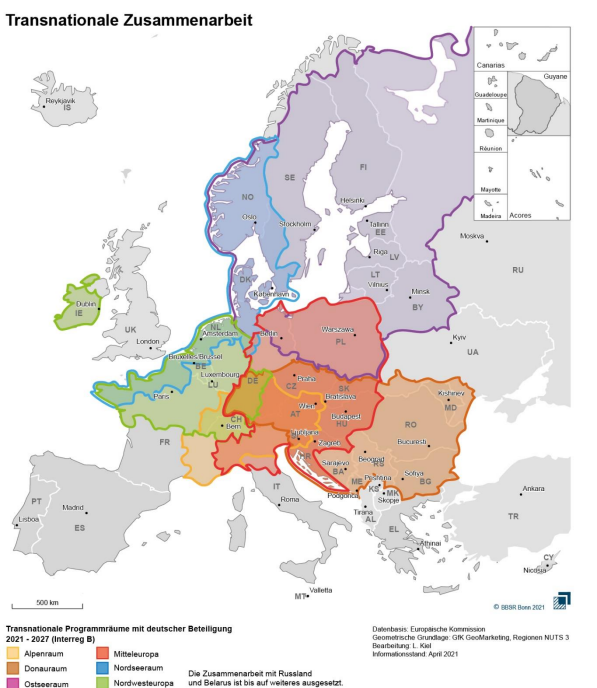 Transnationale Zusammenarbeit
Canarias
Guyane
Guadeloupe
Martinique
Réunion
Mayotte
Madeira
Acores
Reykjavik
IS
NO
SE
FI
Oslo
Stockholm
Helsinki
Tallinn
EE
Riga
LV
LT
Vilnius
Minsk
BY
Moskva
RU
DK
København
Dublin
IE
UK
London
NL
Amsterdam
Berlin
Warszawa
PL
Kyiv
UA
Bruxelles/Brussel
BE
Luxembourg
LU
DE
Praha
CZ
SK
Paris
Wien
Bratislava
AT
Budapest
HU
Kishinev
MD
CH
Bern
FR
Ljubljana
Zagreb
HR
RO
Bucuresti
Beograd
RS
Sarajevo
BA
Prishtina
Sofiya
BG
ME
KS
Podgorica
MK
Skopje
IT
Roma
Tirana
AL
EL
Athinai
PT
Lisboa
Madrid
ES
Ankara
TR
CY
Nicosia
Valletta
MT
500 km
© BBSR Bonn 2021
Transnationale Programmräume mit deutscher Beteiligung
2021 - 2027 (Interreg B)
Alpenraum
Donauraum
Ostseeraum
Mitteleuropa
Nordseeraum
Nordwesteuropa
Die Zusammenarbeit mit Russland
und Belarus ist bis auf weiteres ausgesetzt.
Datenbasis: Europäische Kommission
Geometrische Grundlage: GfK GeoMarketing, Regionen NUTS 3
Bearbeitung: L. Kiel
Informationsstand: April 2021